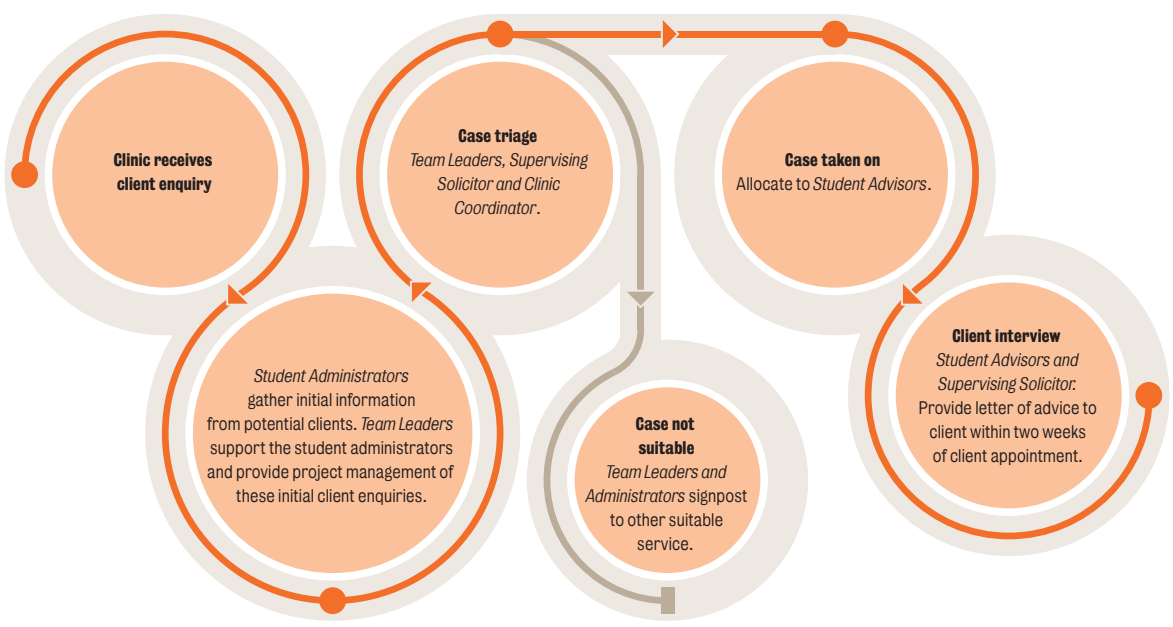 Clinic receives
client enquiry
Student Administrators
gather initial information
from potential clients. Team Leaders
support the student administrators
and provide project management of
these initial client enquiries.
Case triage
Team Leaders, Supervising
Solicitor and Clinic
Coordinator.
Case not
suitable
Team Leaders and
Administrators signpost
to other suitable
service.
Case taken on
Allocate to Student Advisors.
Client interview
Student Advisors and
Supervising Solicitor.
Provide letter of advice to
client within two weeks
of client appointment.